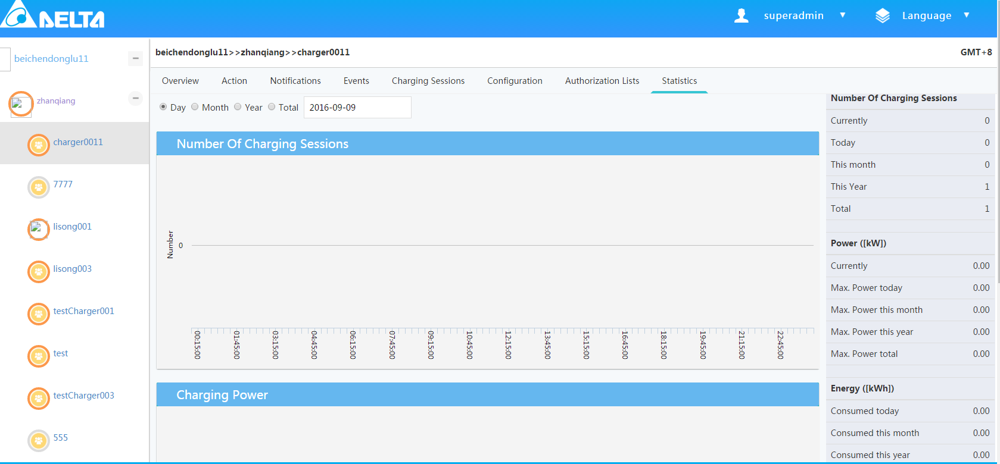 DELTA
superadmin ▼ Language ▼
beichendonglu11
zhanqiang
charger0011
7777
lisong001
lisong003
testCharger001
test
testCharger003
555
beichendonglu11>>zhanqiang>>charger0011 GMT+8
Overview Action Notifications Events Charging Sessions Configuration Authorization Lists Statistics
Day Month Year Total 2016-09-09
Number Of Charging Sessions
Number
0
00:15:00 01:45:00 03:15:00 04:45:00 06:15:00 07:45:00 09:15:00 10:45:00 12:15:00 13:45:00 15:15:00 16:45:00 18:15:00 19:45:00 21:15:00 22:45:00
Charging Power
Number Of Charging Sessions
Currently 0
Today 0
This month 0
This Year 1
Total 1
Power ([kW])
Currently 0.00
Max. Power today 0.00
Max. Power this month 0.00
Max. Power this year 0.00
Max. Power total 0.00
Energy ([kWh])
Consumed today 0.00
Consumed this month 0.00
Consumed this year 0.00